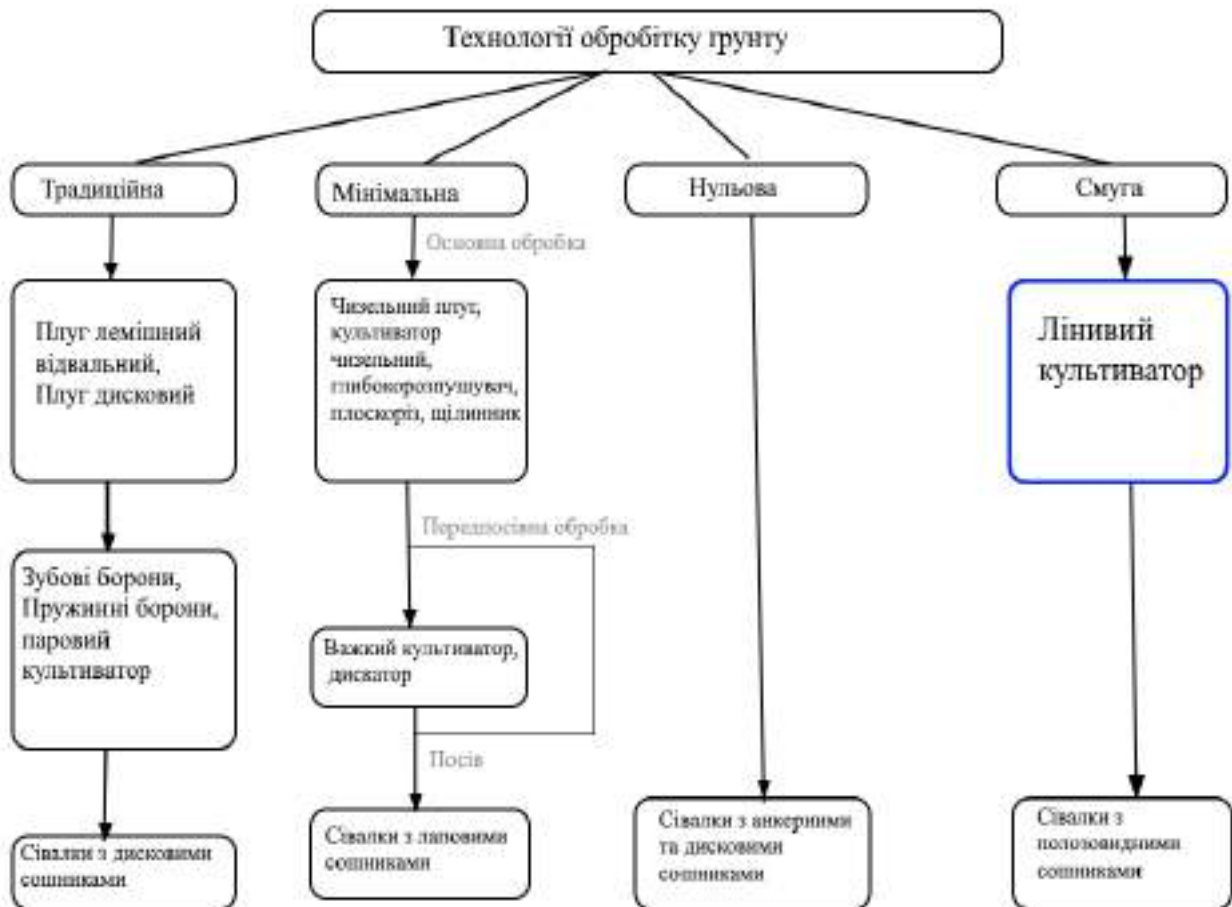 Технології обробітку ґрунту
Традиційна
Мінімальна
Нульова
Смуга
Основна обробка
Плуг лемішний
відвальний,
Плуг дисковий
Чизельний плуг,
культиватор
чизельний,
глибокорозпушувач,
плоскоріз, щілинник
Лінивий
культиватор
Передпосівна обробка
Зубові борони,
Пружинні борони,
паровий
культиватор
Важкий культиватор,
дискатор
Посів
Сівалки з дисковими
сошниками
Сівалки з лаповими
сошниками
Сівалки з анкерними
та дисковими
сошниками
Сівалки з
полозовидними
сошниками